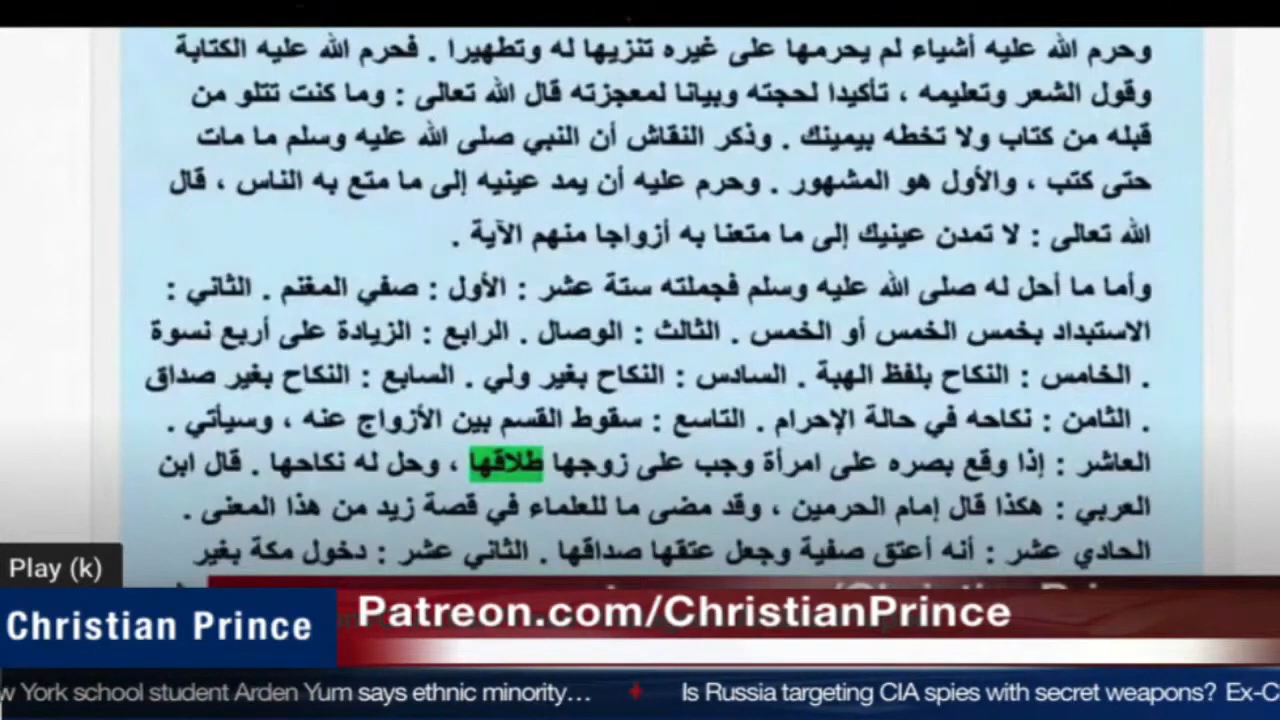 وحرم الله عليه أشياء لم يحرمها على غيره تنزيها له وتطهيرا . فحرم الله عليه الكتابة
وقول الشعر وتعليمه ، تأكيدا لحجته وبيانا لمعجزته قال الله تعالى : وما كنت تتلو من
قبله من كتاب ولا تخطه بيمينك . وذكر النقاش أن النبي صلى الله عليه وسلم ما مات
حتى كتب ، والأول هو المشهور . وحرم عليه أن يمد عينيه إلى ما متع به الناس ، قال
الله تعالى : لا تمدن عينيك إلى ما متعنا به أزواجا منهم الآية .
وأما ما أحل له صلى الله عليه وسلم فجملته ستة عشر : الأول : صفي المغنم . الثاني :
الاستبداد بخمس الخمس أو الخمس . الثالث : الوصال . الرابع : الزيادة على أربع نسوة
. الخامس : النكاح بلفظ الهبة . السادس : النكاح بغير ولي . السابع : النكاح بغير صداق
. الثامن : نكاحه في حالة الإحرام . التاسع : سقوط القسم بين الأزواج عنه ، وسيأتي .
العاشر : إذا وقع بصره على امرأة وجب على زوجها طلاقها ، وحل له نكاحها . قال ابن
العربي : هكذا قال إمام الحرمين ، وقد مضى ما للعلماء في قصة زيد من هذا المعنى .
الحادي عشر : أنه أعتق صفية وجعل عتقها صداقها . الثاني عشر : دخول مكة بغير
Play (k)
Christian Prince
Patreon.com/ChristianPrince
w York school student Arden Yum says ethnic minority… + Is Russia targeting CIA spies with secret weapons? Ex-C